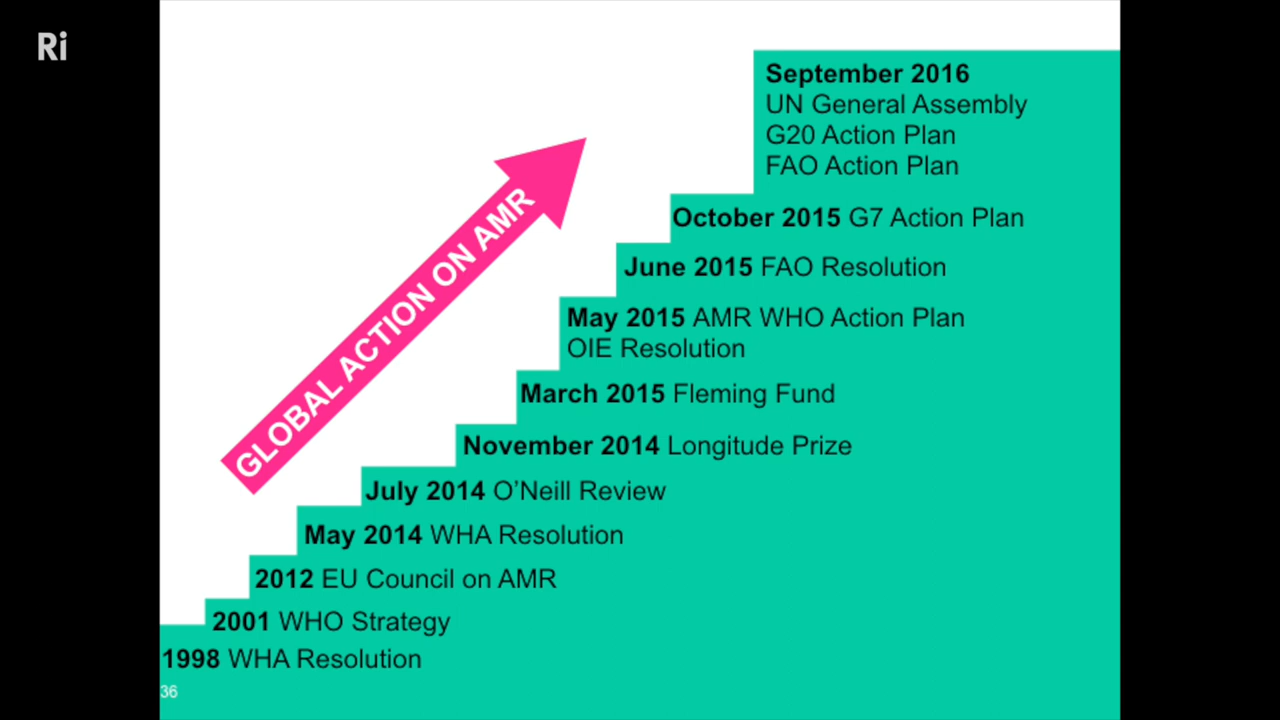 Ri
September 2016
UN General Assembly
G20 Action Plan
FAO Action Plan
October 2015 G7 Action Plan
June 2015 FAO Resolution
May 2015 AMR WHO Action Plan
OIE Resolution
March 2015 Fleming Fund
November 2014 Longitude Prize
July 2014 O’Neill Review
May 2014 WHA Resolution
2012 EU Council on AMR
2001 WHO Strategy
1998 WHA Resolution
GLOBAL ACTION ON AMR
36